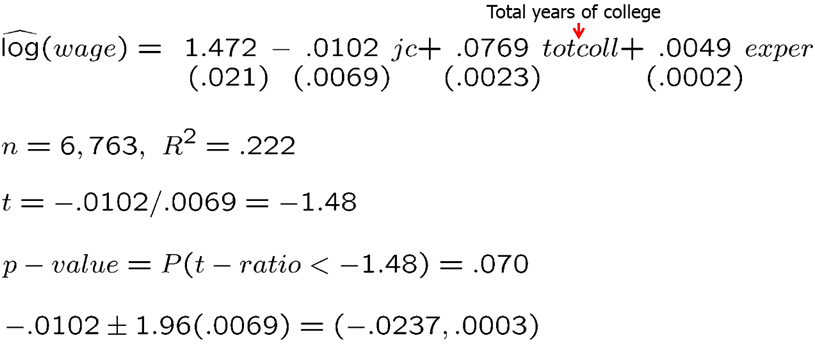 Total years of college
\widehat{log}(wage) = 1.472 − .0102 jc+ .0769 totcoll+ .0049 exper
(.021) (.0069) (.0023) (.0002)
n = 6,763, R² = .222
t = −.0102/.0069 = −1.48
p − value = P(t − ratio < −1.48) = .070
−.0102 ± 1.96(.0069) = (−.0237, .0003)